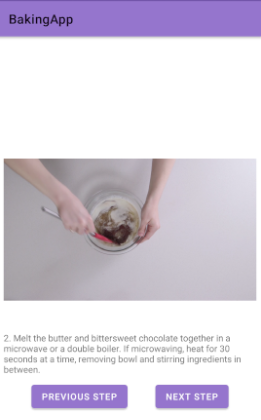 BakingApp
2. Melt the butter and bittersweet chocolate together in a
microwave or a double boiler. If microwaving, heat for 30
seconds at a time, removing bowl and stirring ingredients in
between.
PREVIOUS STEP NEXT STEP